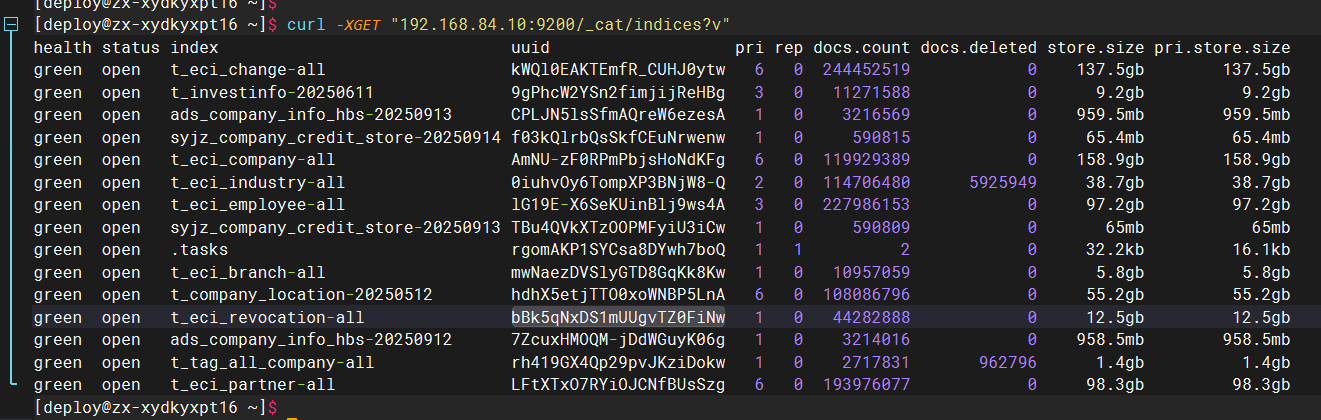 [deploy@zx-xydkyxpt16 ~]$
[deploy@zx-xydkyxpt16 ~]$ curl -XGET "192.168.84.10:9200/_cat/indices?v"
health status index uuid pri rep docs.count docs.deleted store.size pri.store.size
green open t_eci_change-all kWQl0EAKTEmfR_CUHJ0ytw 6 0 244452519 0 137.5gb 137.5gb
green open t_investinfo-20250611 9gPhcW2YSn2fimjijReHBg 3 0 11271588 0 9.2gb 9.2gb
green open ads_company_info_hbs-20250913 CPLJN5lsSfmAQreW6ezesA 1 0 3216569 0 959.5mb 959.5mb
green open syjz_company_credit_store-20250914 f03kQlrbQsSkfCEuNrwenw 1 0 590815 0 65.4mb 65.4mb
green open t_eci_company-all AmNU-zF0RPmPbjsHoNdKFg 6 0 119929389 0 158.9gb 158.9gb
green open t_eci_industry-all 0iuhvOy6TompXP3BNjW8-Q 2 0 114706480 5925949 38.7gb 38.7gb
green open t_eci_employee-all lG19E-X6SeKUinBlj9ws4A 3 0 227986153 0 97.2gb 97.2gb
green open syjz_company_credit_store-20250913 TBu4QVkXTzOOPMFyiU3iCw 1 0 590809 0 65mb 65mb
green open .tasks rgomAKP1SYCsa8DYwh7boQ 1 1 2 0 32.2kb 16.1kb
green open t_eci_branch-all mwNaezDVSlyGTD8GqKk8Kw 1 0 10957059 0 5.8gb 5.8gb
green open t_company_location-20250512 hdhX5etjTTO0xoWNBP5LnA 6 0 108086796 0 55.2gb 55.2gb
green open t_eci_revocation-all bBk5qNxDS1mUUgvTZ0FiNw 1 0 44282888 0 12.5gb 12.5gb
green open ads_company_info_hbs-20250912 7ZcuxHMOQM-jDdWGuyK06g 1 0 3214016 0 958.5mb 958.5mb
green open t_tag_all_company-all rh419GX4Qp29pvJKziDokw 1 0 2717831 962796 1.4gb 1.4gb
green open t_eci_partner-all LFtXTxO7RYiOJCNfBUsSzg 6 0 193976077 0 98.3gb 98.3gb
[deploy@zx-xydkyxpt16 ~]$